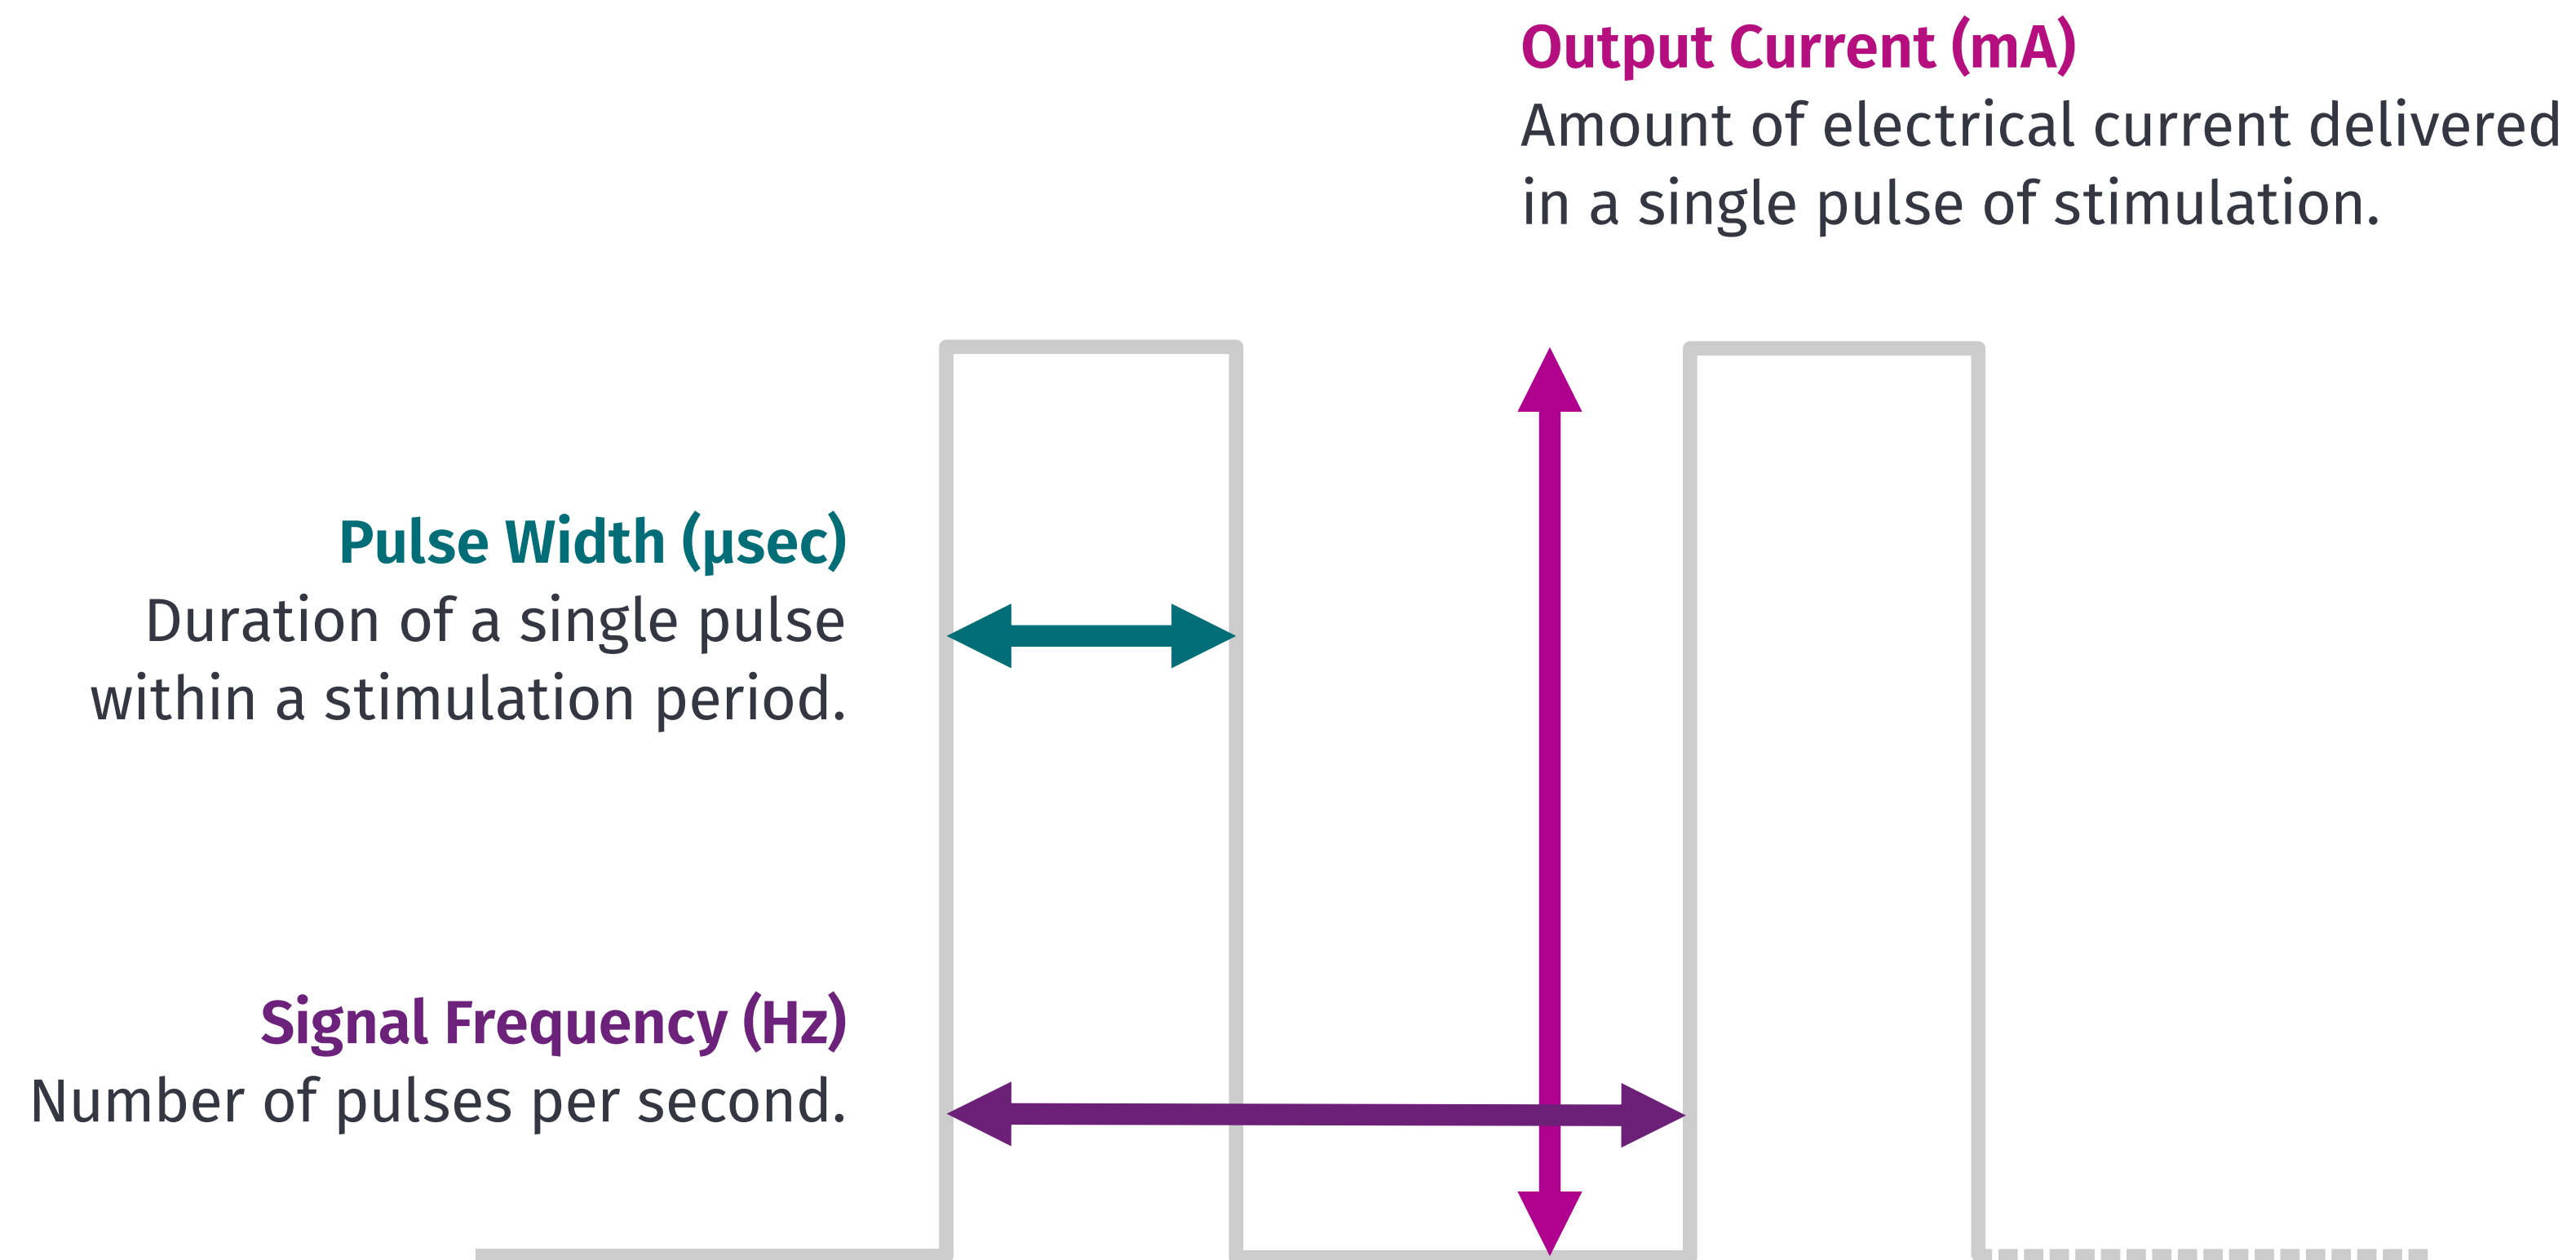 Output Current (mA)
Amount of electrical current delivered
in a single pulse of stimulation.
Pulse Width (µsec)
Duration of a single pulse
within a stimulation period.
Signal Frequency (Hz)
Number of pulses per second.